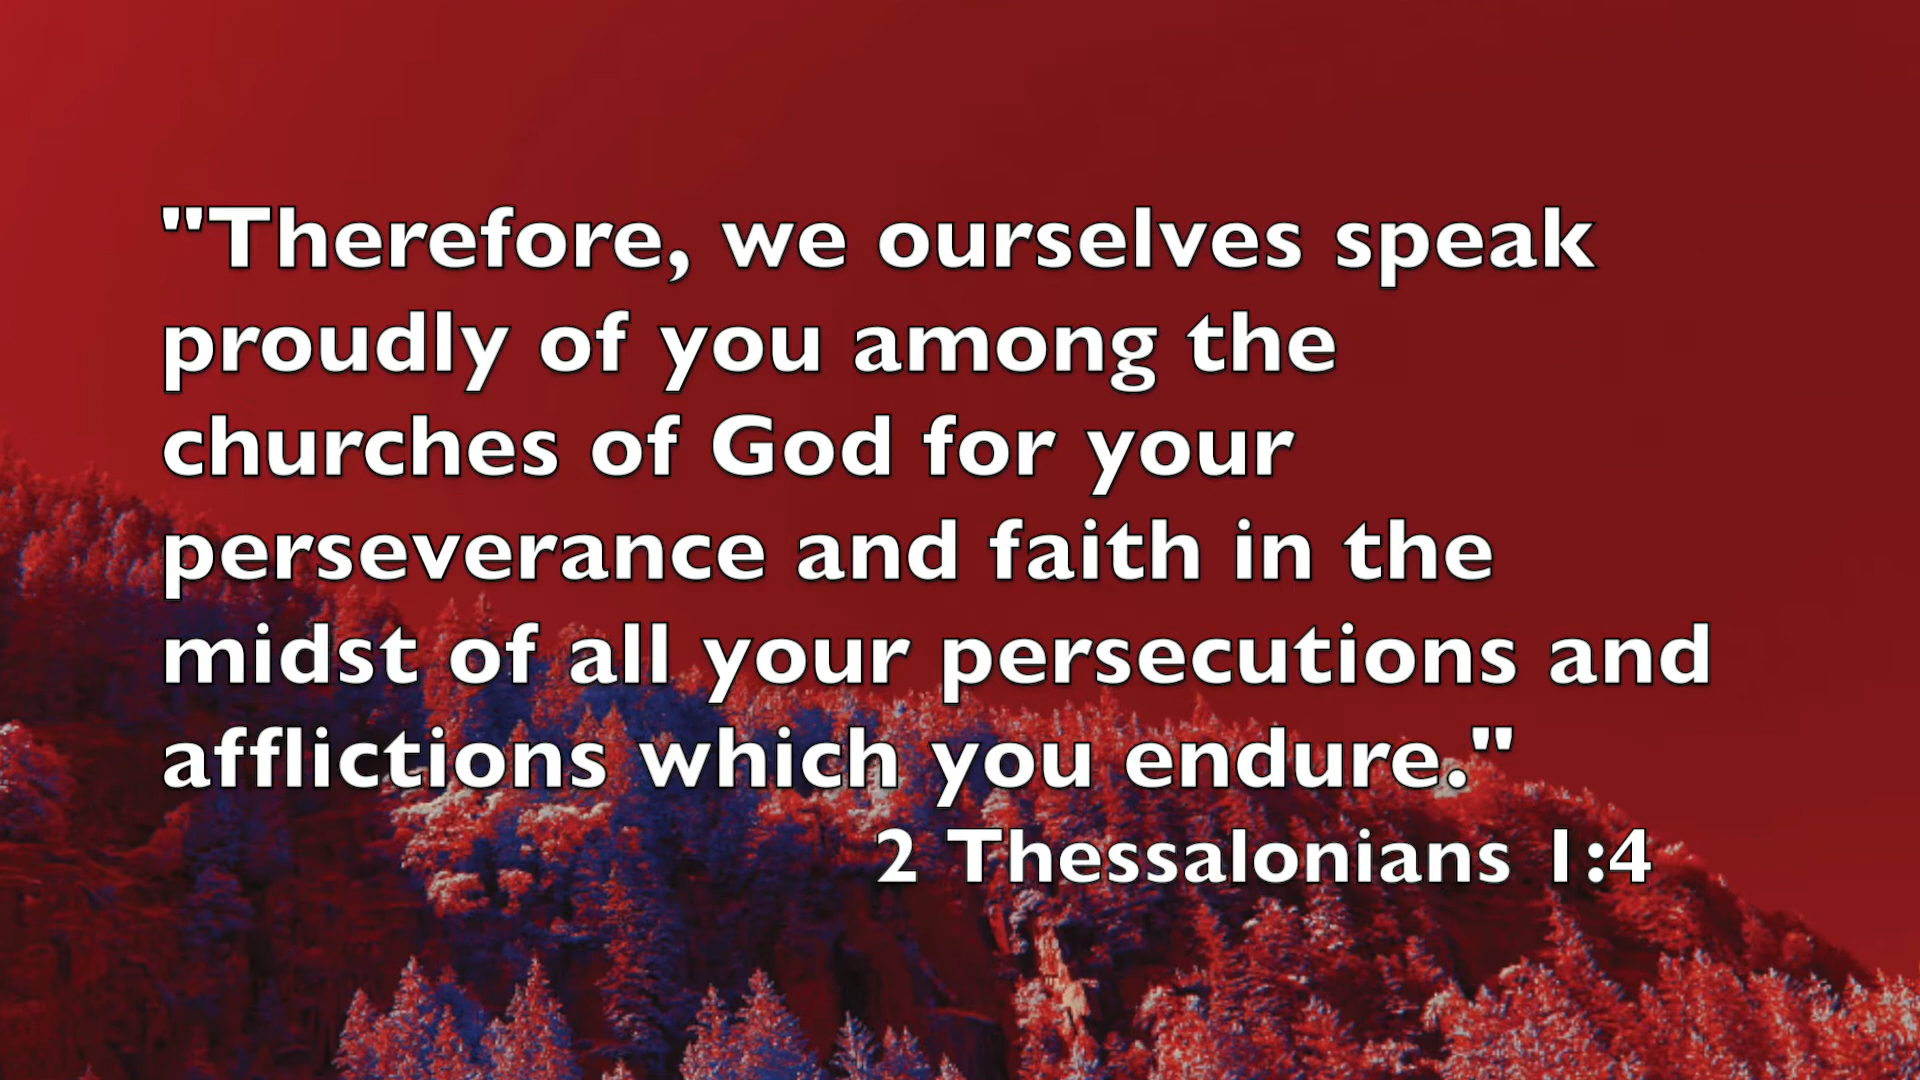 "Therefore, we ourselves speak
proudly of you among the
churches of God for your
perseverance and faith in the
midst of all your persecutions and
afflictions which you endure."
2 Thessalonians 1:4